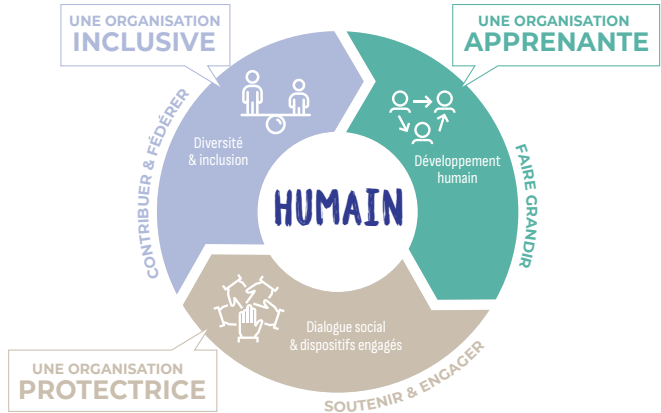 UNE ORGANISATION
INCLUSIVE
UNE ORGANISATION
APPRENANTE
CONTRIBUER & FÉDÉRER
Diversité
& inclusion
Développement
humain
FAIRE GRANDIR
HUMAIN
Dialogue social
& dispositifs engagés
UNE ORGANISATION
PROTECTRICE
SOUTENIR & ENGAGER